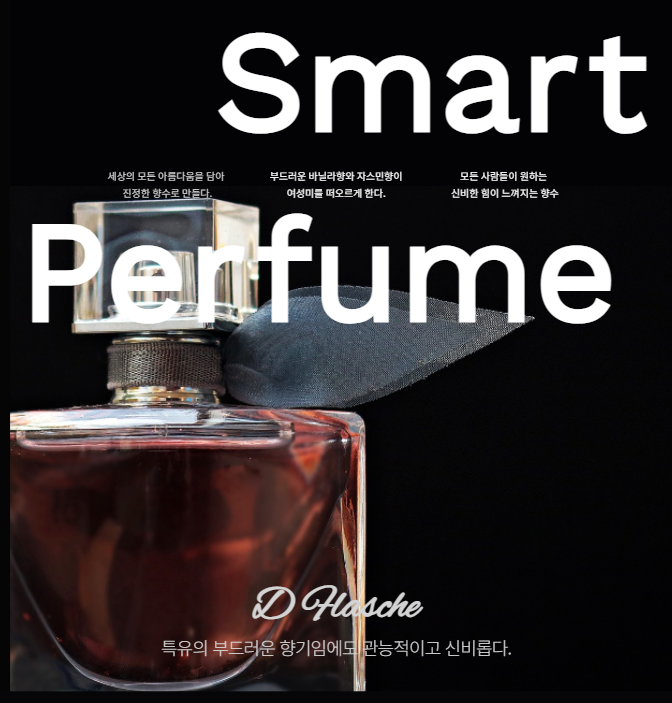 Smart
세상의 모든 아름다움을 담아
진정한 향수로 만들다.
부드러운 바닐라향와 자스민향이
여성미를 떠오르게 한다.
모든 사람들이 원하는
신비한 힘이 느껴지는 향수
Perfume
D Flasche
특유의 부드러운 향기임에도 관능적이고 신비롭다.